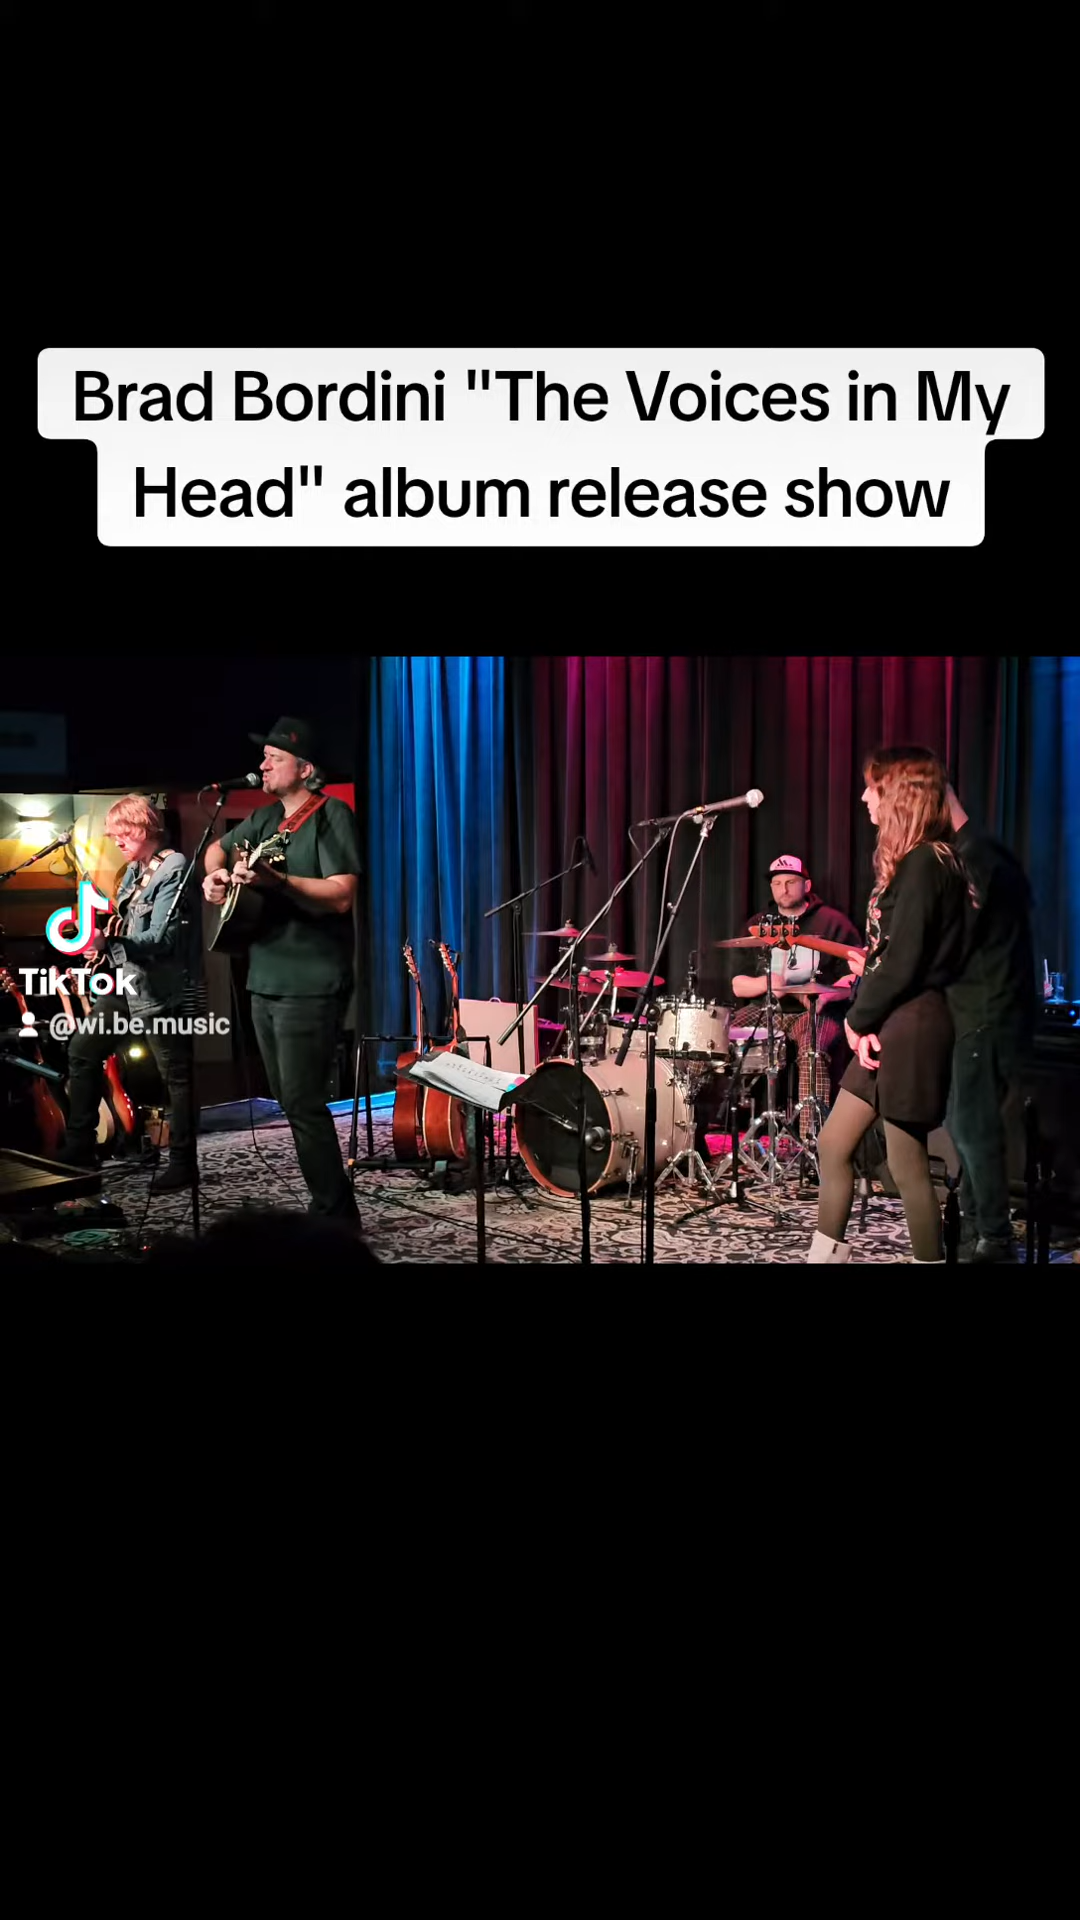 Brad Bordini "The Voices in My
Head" album release show
TikTok
@wi.be.music